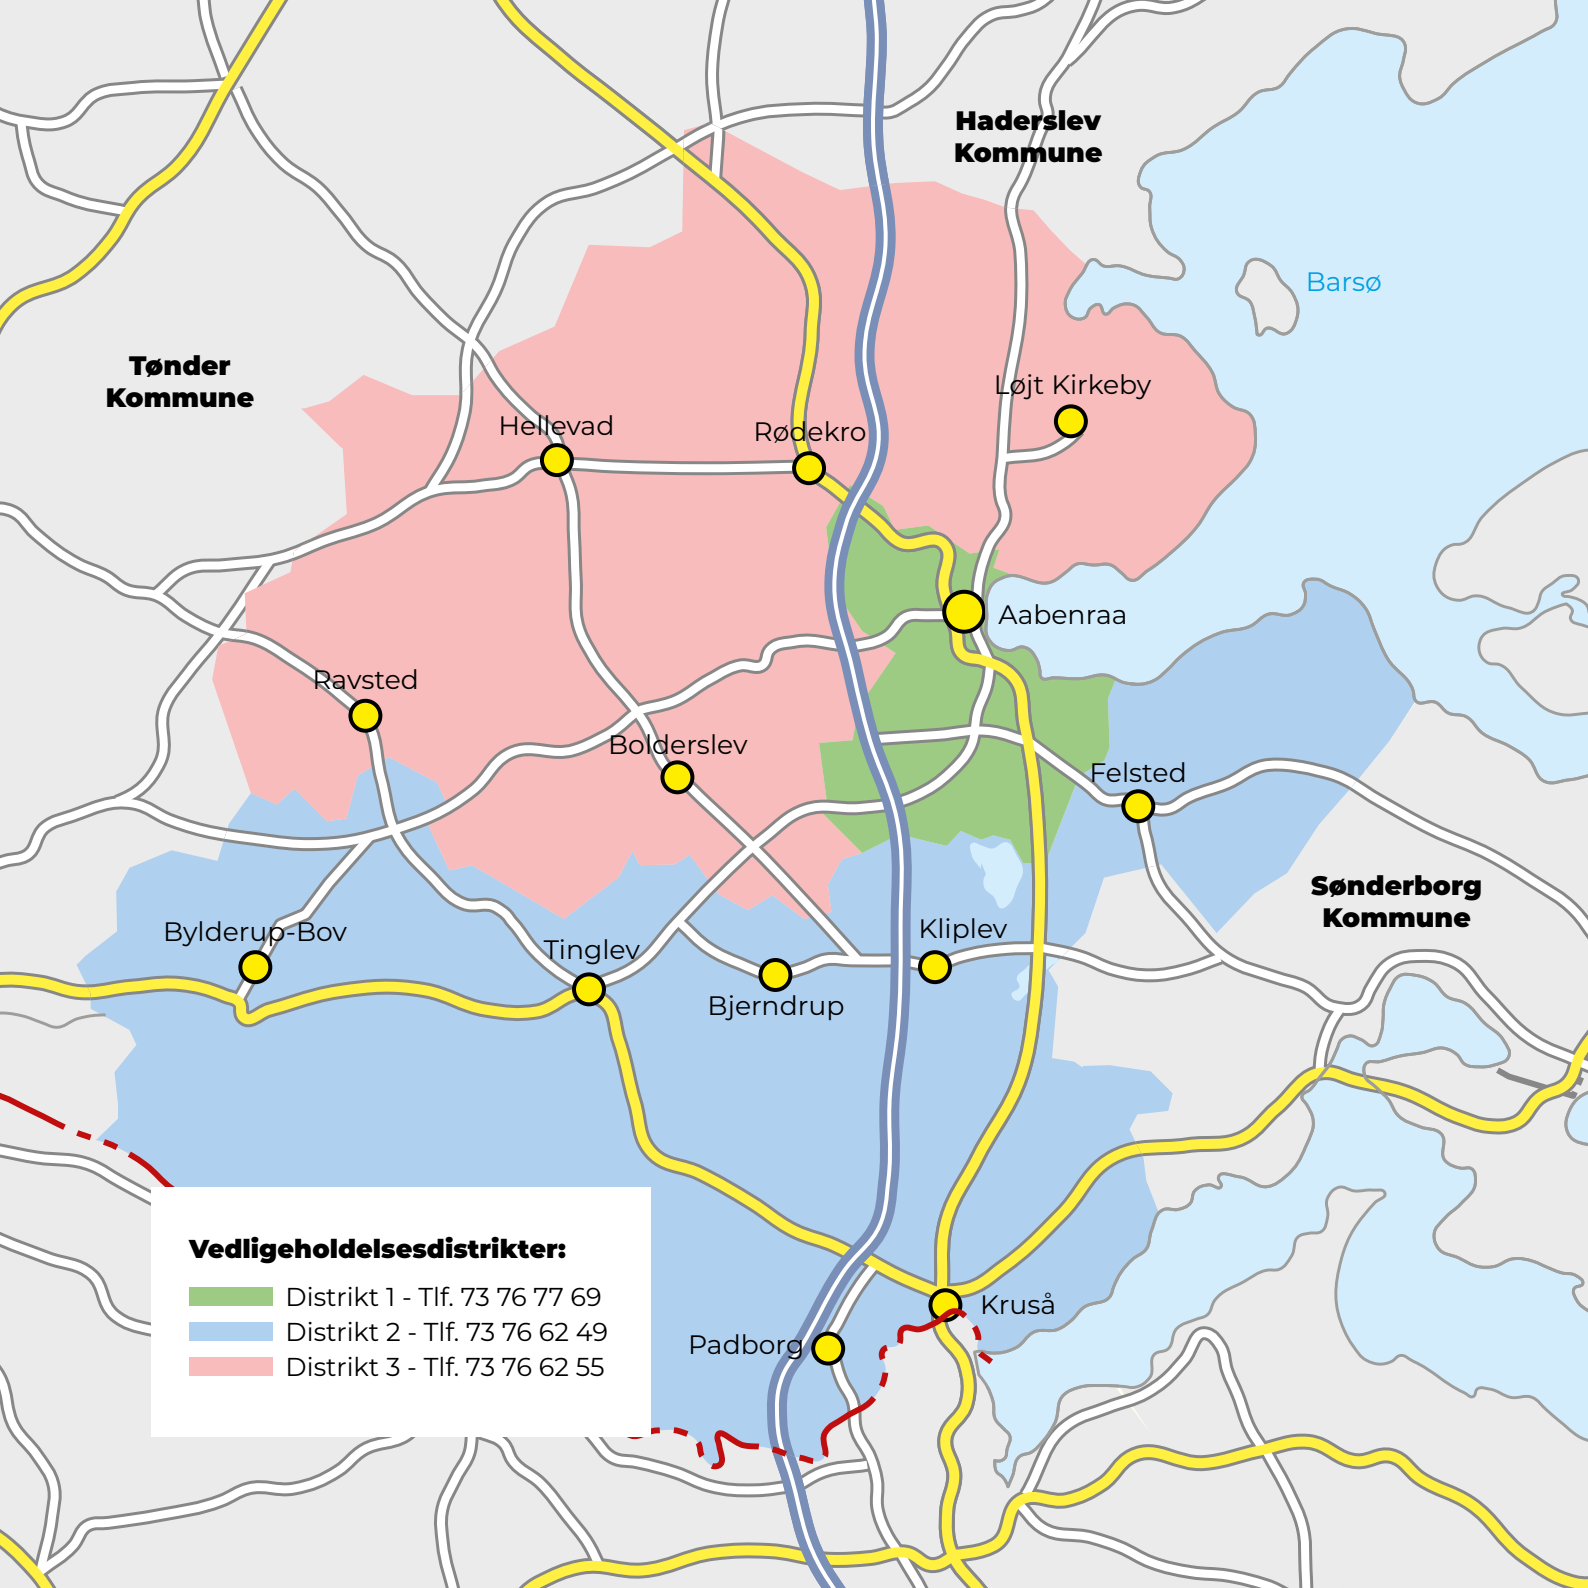 Haderslev
Kommune
Barsø
Tønder
Kommune
Løjt Kirkeby
Hellevad
Rødekro
Aabenraa
Ravsted
Bolderslev
Felsted
Sønderborg
Kommune
Bylderup-Bov
Kliplev
Tinglev
Bjerndrup
Vedligeholdelsesdistrikter:
Distrikt 1 - Tlf. 73 76 77 69
Distrikt 2 - Tlf. 73 76 62 49
Distrikt 3 - Tlf. 73 76 62 55
Kruså
Padborg